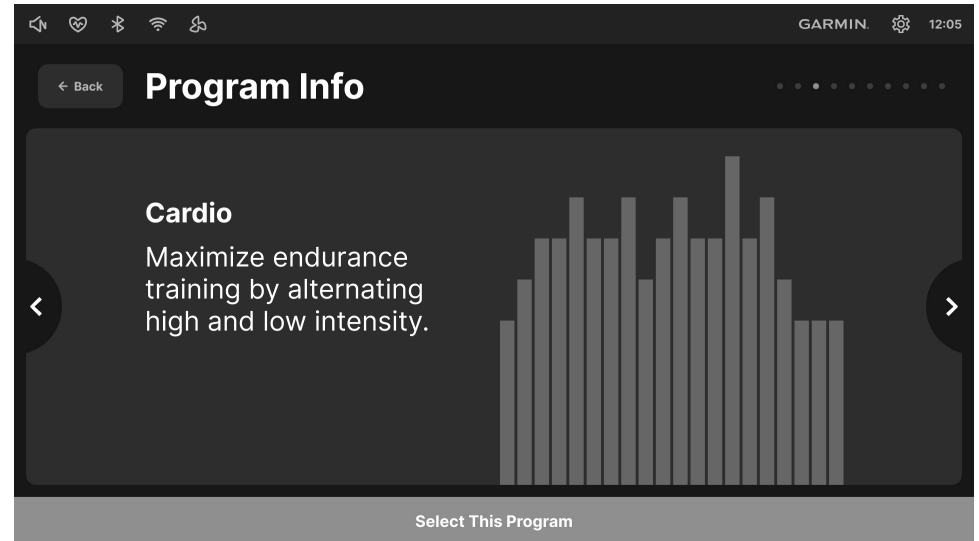 GARMIN.
12:05
← Back
Program Info
Cardio
Maximize endurance
training by alternating
high and low intensity.
Select This Program